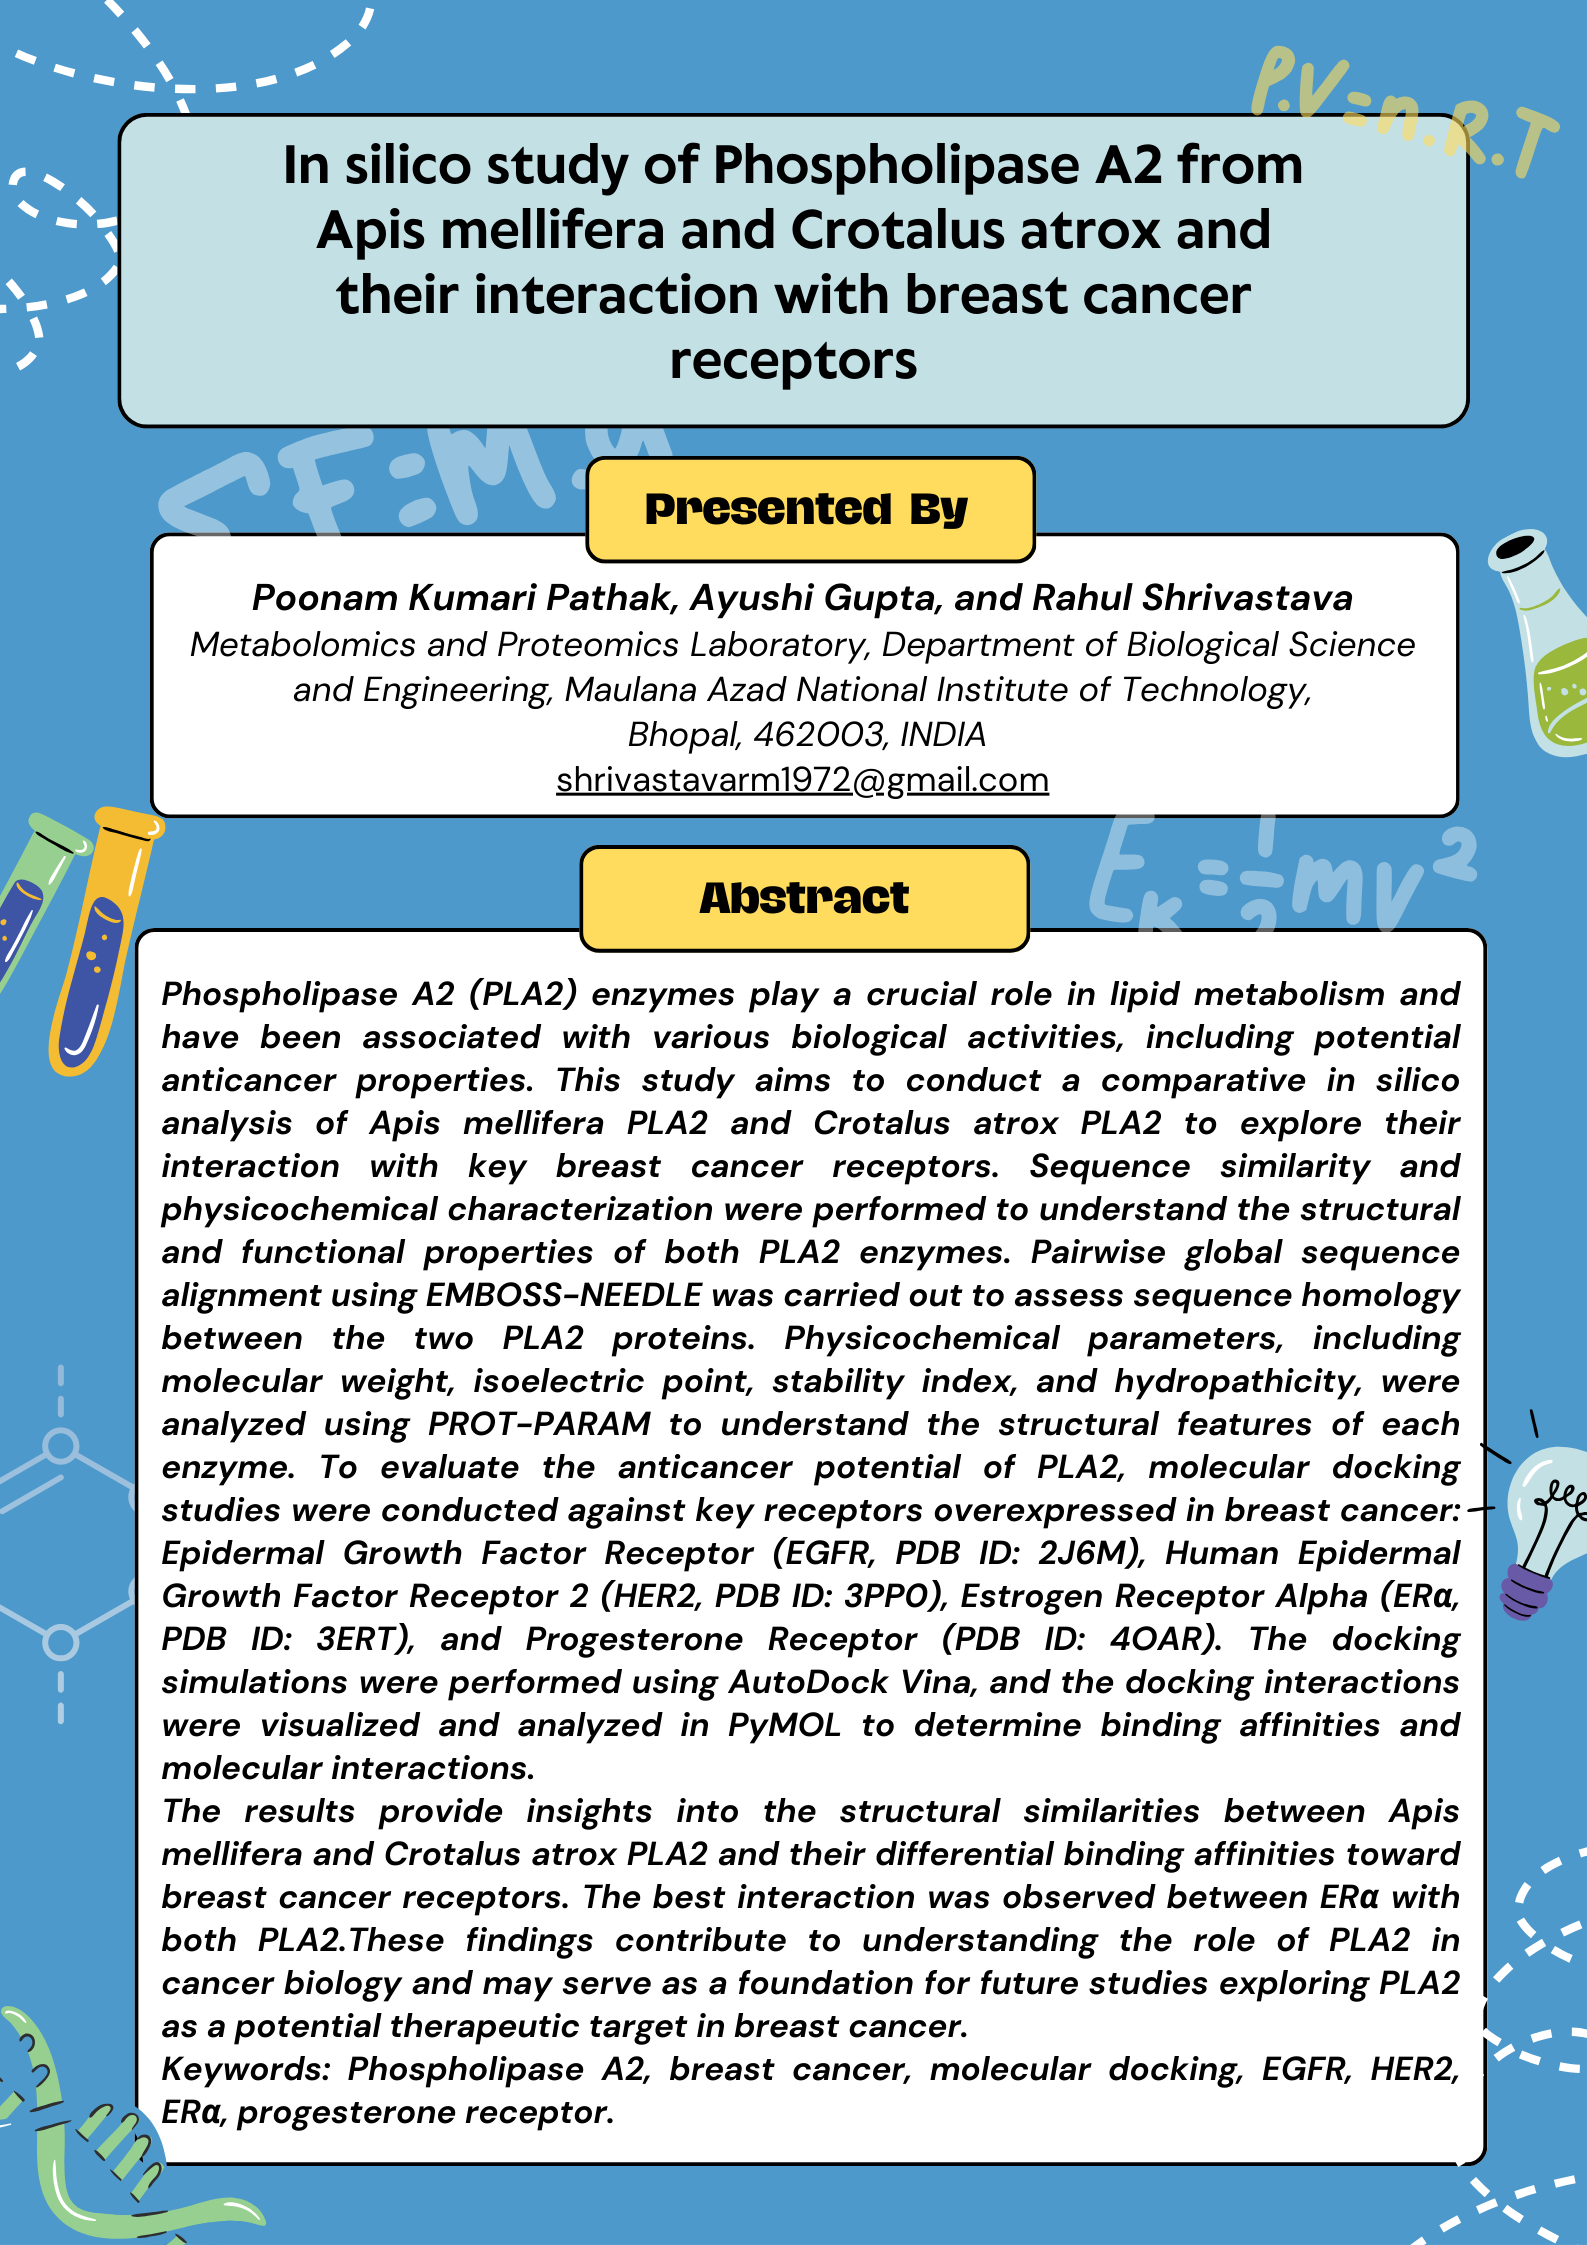 P.V=n.R.T
In silico study of Phospholipase A2 from
Apis mellifera and Crotalus atrox and
their interaction with breast cancer
receptors
ΣF=M.a
Presented By
Poonam Kumari Pathak, Ayushi Gupta, and Rahul Shrivastava
Metabolomics and Proteomics Laboratory, Department of Biological Science
and Engineering, Maulana Azad National Institute of Technology,
Bhopal, 462003, INDIA
shrivastavarm1972@gmail.com
Ek=1/2mv²
Abstract
Phospholipase A2 (PLA2) enzymes play a crucial role in lipid metabolism and
have been associated with various biological activities, including potential
anticancer properties. This study aims to conduct a comparative in silico
analysis of Apis mellifera PLA2 and Crotalus atrox PLA2 to explore their
interaction with key breast cancer receptors. Sequence similarity and
physicochemical characterization were performed to understand the structural
and functional properties of both PLA2 enzymes. Pairwise global sequence
alignment using EMBOSS-NEEDLE was carried out to assess sequence homology
between the two PLA2 proteins. Physicochemical parameters, including
molecular weight, isoelectric point, stability index, and hydropathicity, were
analyzed using PROT-PARAM to understand the structural features of each
enzyme. To evaluate the anticancer potential of PLA2, molecular docking
studies were conducted against key receptors overexpressed in breast cancer:
Epidermal Growth Factor Receptor (EGFR, PDB ID: 2J6M), Human Epidermal
Growth Factor Receptor 2 (HER2, PDB ID: 3PP0), Estrogen Receptor Alpha (ERα,
PDB ID: 3ERT), and Progesterone Receptor (PDB ID: 4OAR). The docking
simulations were performed using AutoDock Vina, and the docking interactions
were visualized and analyzed in PyMOL to determine binding affinities and
molecular interactions.
The results provide insights into the structural similarities between Apis
mellifera and Crotalus atrox PLA2 and their differential binding affinities toward
breast cancer receptors. The best interaction was observed between ERα with
both PLA2.These findings contribute to understanding the role of PLA2 in
cancer biology and may serve as a foundation for future studies exploring PLA2
as a potential therapeutic target in breast cancer.
Keywords: Phospholipase A2, breast cancer, molecular docking, EGFR, HER2,
ERα, progesterone receptor.